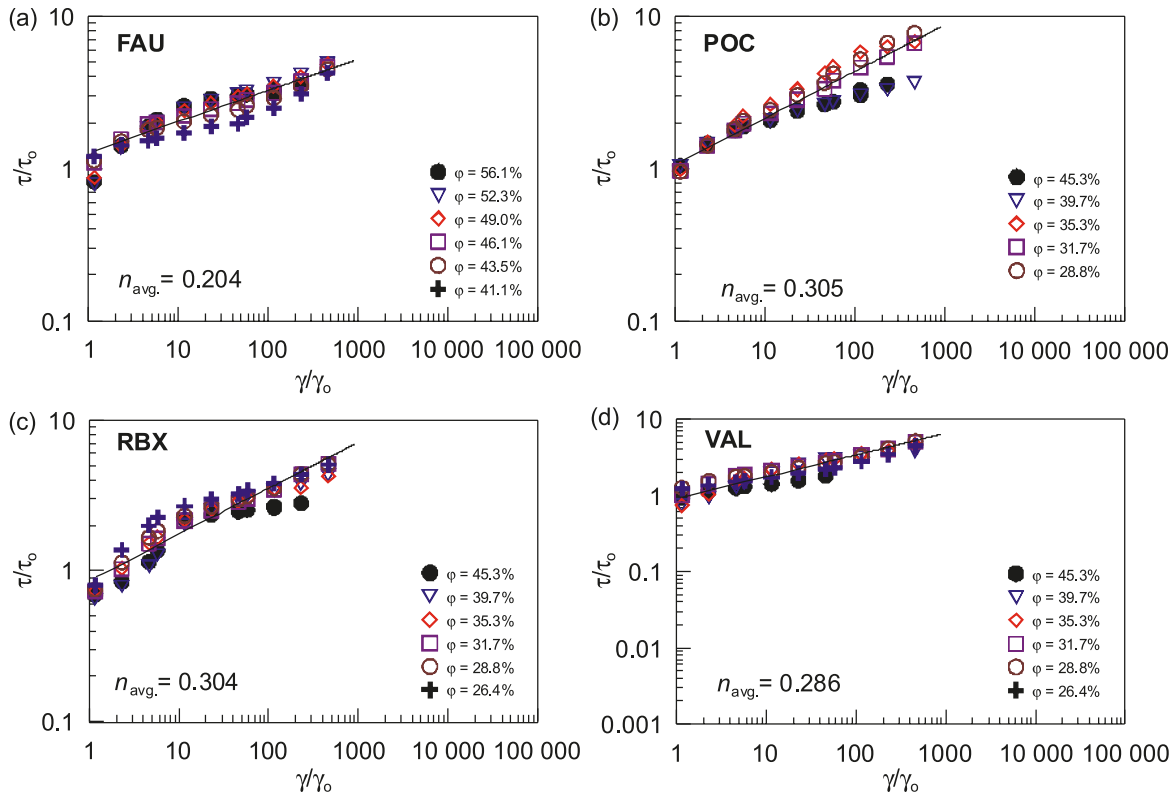 (a)
FAU
10
1
0.1
τ/τo
φ = 56.1%
φ = 52.3%
φ = 49.0%
φ = 46.1%
φ = 43.5%
φ = 41.1%
navg. = 0.204
1 10 100 1000 10 000 100 000
γ/γo
(b)
POC
10
1
0.1
τ/τo
φ = 45.3%
φ = 39.7%
φ = 35.3%
φ = 31.7%
φ = 28.8%
navg. = 0.305
1 10 100 1000 10 000 100 000
γ/γo
(c)
RBX
10
1
0.1
τ/τo
φ = 45.3%
φ = 39.7%
φ = 35.3%
φ = 31.7%
φ = 28.8%
φ = 26.4%
navg. = 0.304
1 10 100 1000 10 000 100 000
γ/γo
(d)
VAL
10
1
0.1
0.01
0.001
τ/τo
φ = 45.3%
φ = 39.7%
φ = 35.3%
φ = 31.7%
φ = 28.8%
φ = 26.4%
navg. = 0.286
1 10 100 1000 10 000 100 000
γ/γo